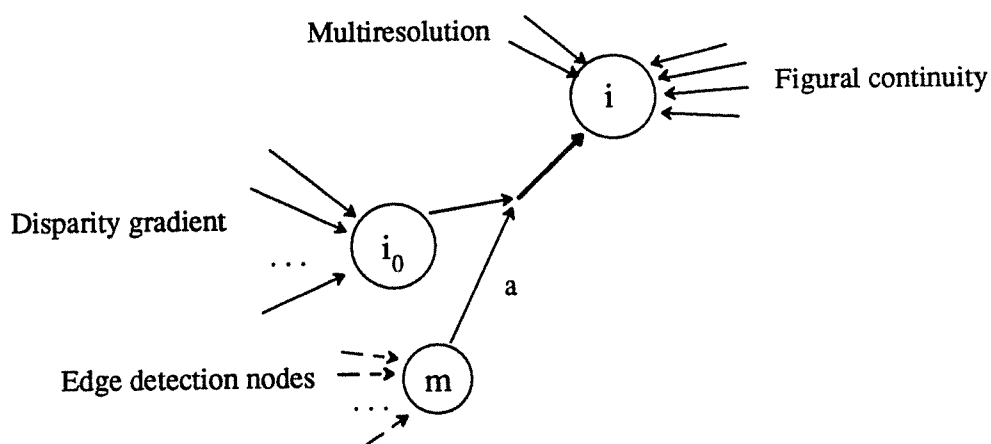 Multiresolution
i
Figural continuity
Disparity gradient
. . .
i0
a
Edge detection nodes
m
. . .